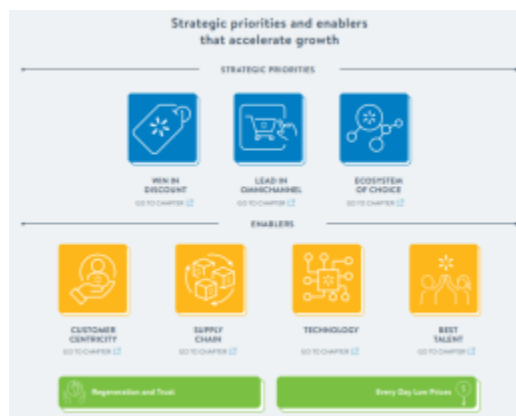 Strategic priorities and enablers
that accelerate growth
STRATEGIC PRIORITIES
WIN IN
DISCOUNT
GO TO CHAPTER
LEAD IN
OMNICHANNEL
GO TO CHAPTER
ECOSYSTEM
OF CHOICE
GO TO CHAPTER
ENABLERS
CUSTOMER
CENTRICITY
GO TO CHAPTER
SUPPLY
CHAIN
GO TO CHAPTER
TECHNOLOGY
GO TO CHAPTER
BEST
TALENT
GO TO CHAPTER
Regeneration and Trust
Every Day Low Prices